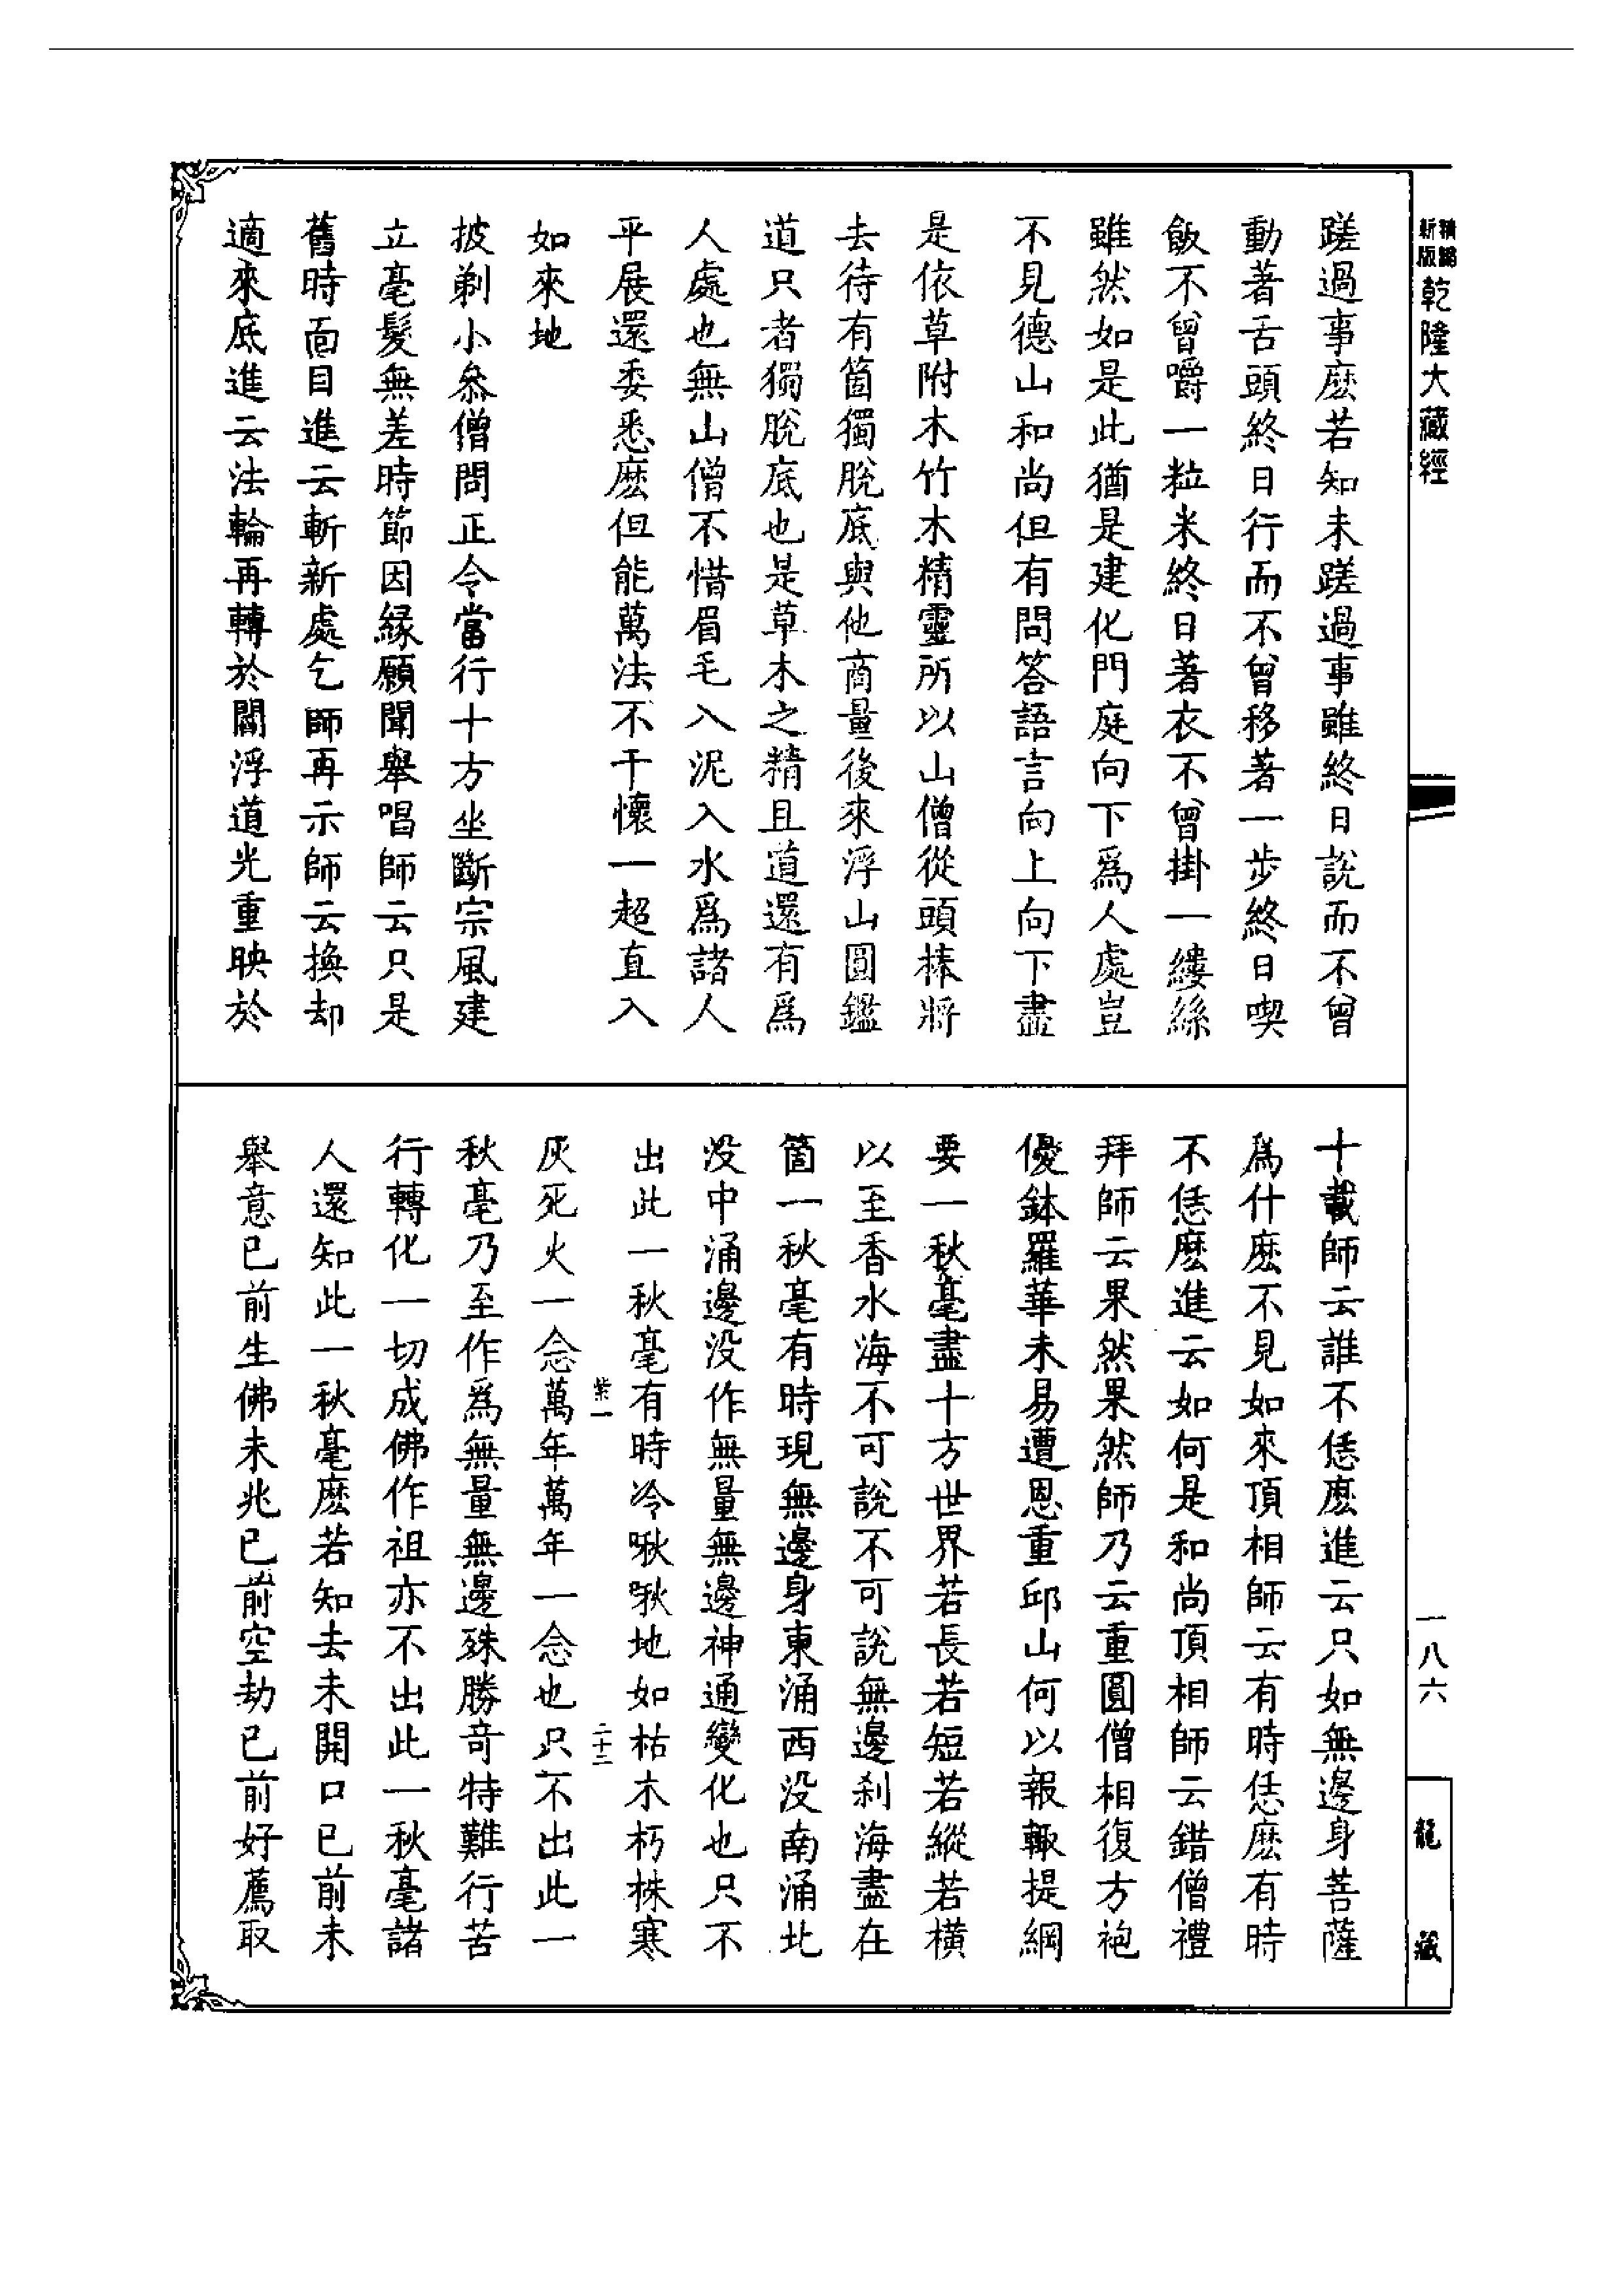 精縮
新版
乾隆大藏經
一八六
龍藏
蹉過事麽若知未蹉過事雖終日說而不曾
動著舌頭終日行而不曾移著一步終日喫
飯不曾嚼一粒米終日著衣不曾掛一縷絲
雖然如是此猶是建化門庭向下爲人處豈
不見德山和尚但有問答語言向上向下盡
是依草附木竹木精靈所以山僧從頭棒將
去待有箇獨脫底與他商量後來浮山圓鑑
道只者獨脫底也是草木之精且道還有爲
人處也無山僧不惜眉毛入泥入水爲諸人
平展還委悉麽但能萬法不干懷一超直入
如來地
披剃小叅僧問正令當行十方坐斷宗風建
立毫髮無差時節因緣願聞舉唱師云只是
舊時面目進云斬新處乞師再示師云換却
適來底進云法輪再轉於閻浮道光重映於
十載師云誰不恁麽進云只如無邊身菩薩
爲什麽不見如來頂相師云有時恁麽有時
不恁麽進云如何是和尚頂相師云錯僧禮
拜師云果然果然師乃云重圓僧相復方袍
優鉢羅華未易遭恩重邱山何以報輙提綱
要一秋毫盡十方世界若長若短若縱若橫
以至香水海不可說不可說無邊刹海盡在
箇一秋毫有時現無邊身東涌西没南涌北
没中涌邊没作無量無邊神通變化也只不
出此一秋毫有時冷啾啾地如枯木朽株寒
紫一
二十二
灰死火一念萬年萬年一念也只不出此一
秋毫乃至作爲無量無邊殊勝奇特難行苦
行轉化一切成佛作祖亦不出此一秋毫諸
人還知此一秋毫麽若知去未開口已前未
舉意已前生佛未兆已前空劫已前好薦取